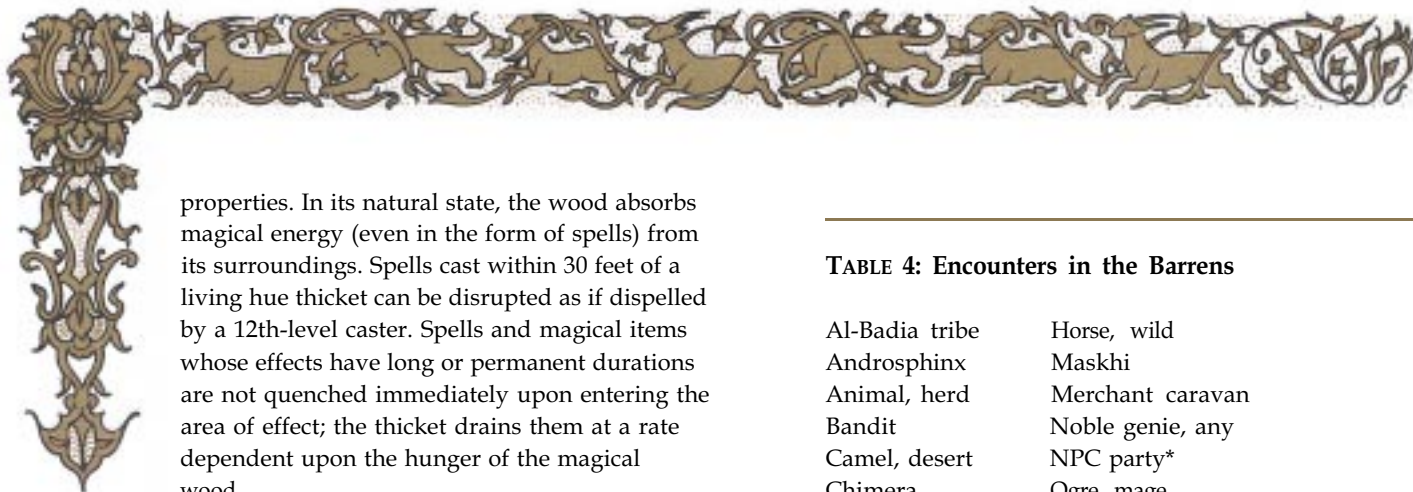 properties. In its natural state, the wood absorbs
magical energy (even in the form of spells) from
its surroundings. Spells cast within 30 feet of a
living hue thicket can be disrupted as if dispelled
by a 12th-level caster. Spells and magical items
whose effects have long or permanent durations
are not quenched immediately upon entering the
area of effect; the thicket drains them at a rate
dependent upon the hunger of the magical
wood
TABLE 4: Encounters in the Barrens
Al-Badia tribe Horse, wild
Androsphinx Maskhi
Animal, herd Merchant caravan
Bandit Noble genie, any
Camel, desert NPC party*
Chimera Ogre, mage